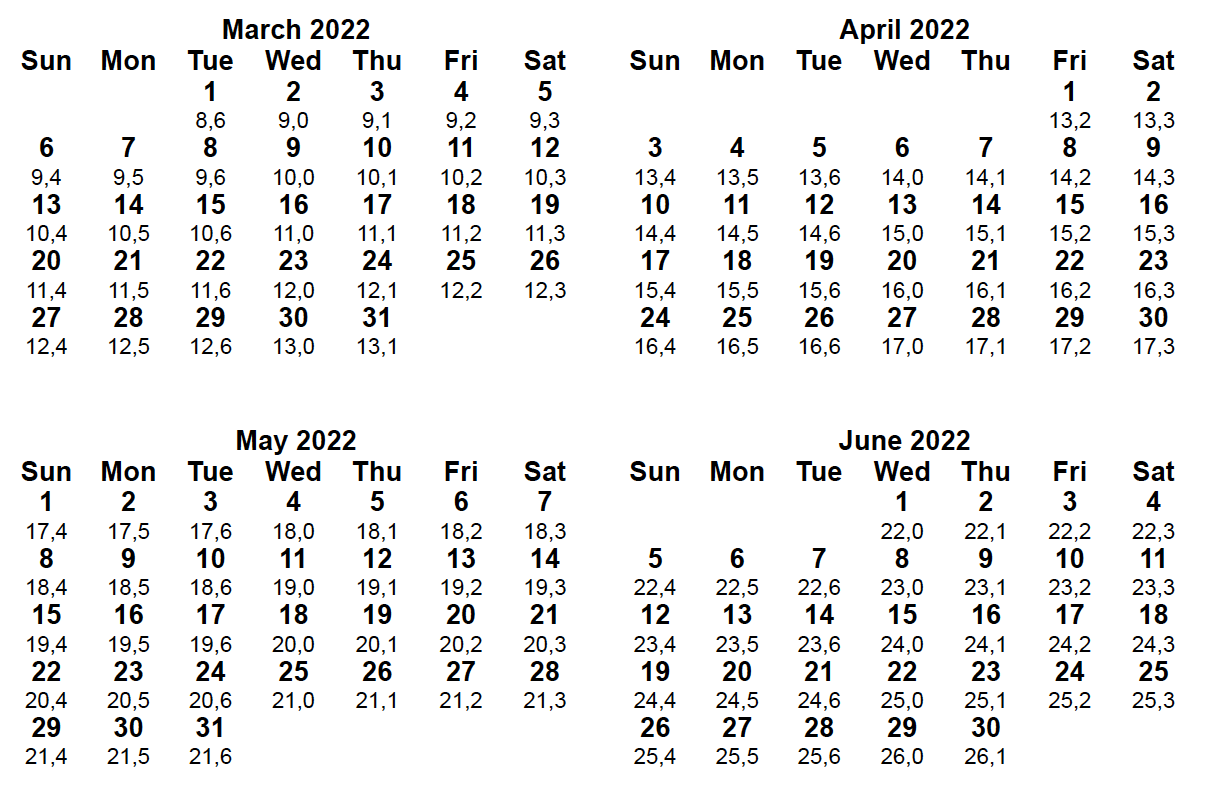 March 2022
Sun Mon Tue Wed Thu Fri Sat
1 2 3 4 5
8,6 9,0 9,1 9,2 9,3
6 7 8 9 10 11 12
9,4 9,5 9,6 10,0 10,1 10,2 10,3
13 14 15 16 17 18 19
10,4 10,5 10,6 11,0 11,1 11,2 11,3
20 21 22 23 24 25 26
11,4 11,5 11,6 12,0 12,1 12,2 12,3
27 28 29 30 31
12,4 12,5 12,6 13,0 13,1
April 2022
Sun Mon Tue Wed Thu Fri Sat
1 2
13,2 13,3
3 4 5 6 7 8 9
13,4 13,5 13,6 14,0 14,1 14,2 14,3
10 11 12 13 14 15 16
14,4 14,5 14,6 15,0 15,1 15,2 15,3
17 18 19 20 21 22 23
15,4 15,5 15,6 16,0 16,1 16,2 16,3
24 25 26 27 28 29 30
16,4 16,5 16,6 17,0 17,1 17,2 17,3
May 2022
Sun Mon Tue Wed Thu Fri Sat
1 2 3 4 5 6 7
17,4 17,5 17,6 18,0 18,1 18,2 18,3
8 9 10 11 12 13 14
18,4 18,5 18,6 19,0 19,1 19,2 19,3
15 16 17 18 19 20 21
19,4 19,5 19,6 20,0 20,1 20,2 20,3
22 23 24 25 26 27 28
20,4 20,5 20,6 21,0 21,1 21,2 21,3
29 30 31
21,4 21,5 21,6
June 2022
Sun Mon Tue Wed Thu Fri Sat
1 2 3 4
22,0 22,1 22,2 22,3
5 6 7 8 9 10 11
22,4 22,5 22,6 23,0 23,1 23,2 23,3
12 13 14 15 16 17 18
23,4 23,5 23,6 24,0 24,1 24,2 24,3
19 20 21 22 23 24 25
24,4 24,5 24,6 25,0 25,1 25,2 25,3
26 27 28 29 30
25,4 25,5 25,6 26,0 26,1